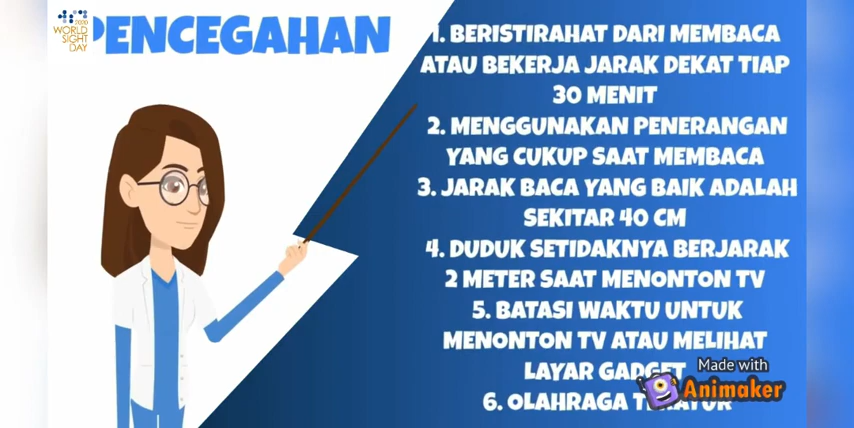 2020
WORLD
SIGHT
DAY
PENCEGAHAN
1. BERISTIRAHAT DARI MEMBACA
ATAU BEKERJA JARAK DEKAT TIAP
30 MENIT
2. MENGGUNAKAN PENERANGAN
YANG CUKUP SAAT MEMBACA
3. JARAK BACA YANG BAIK ADALAH
SEKITAR 40 CM
4. DUDUK SETIDAKNYA BERJARAK
2 METER SAAT MENONTON TV
5. BATASI WAKTU UNTUK
MENONTON TV ATAU MELIHAT
LAYAR GADGET
6. OLAHRAGA TERATUR
Made with
Animaker